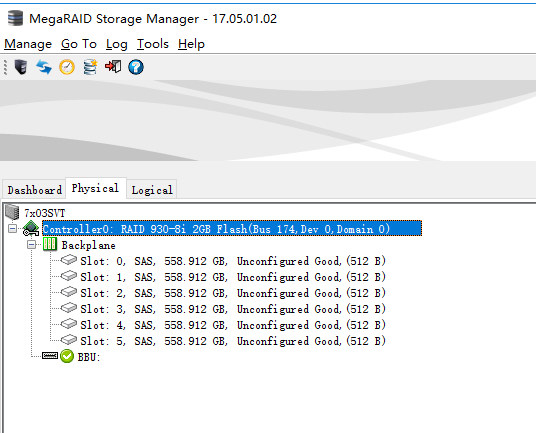 MegaRAID Storage Manager - 17.05.01.02
Manage Go To Log Tools Help
Dashboard Physical Logical
7x03SVT
Controller0: RAID 930-8i 2GB Flash(Bus 174,Dev 0,Domain 0)
Backplane
Slot: 0, SAS, 558.912 GB, Unconfigured Good,(512 B)
Slot: 1, SAS, 558.912 GB, Unconfigured Good,(512 B)
Slot: 2, SAS, 558.912 GB, Unconfigured Good,(512 B)
Slot: 3, SAS, 558.912 GB, Unconfigured Good,(512 B)
Slot: 4, SAS, 558.912 GB, Unconfigured Good,(512 B)
Slot: 5, SAS, 558.912 GB, Unconfigured Good,(512 B)
BBU: